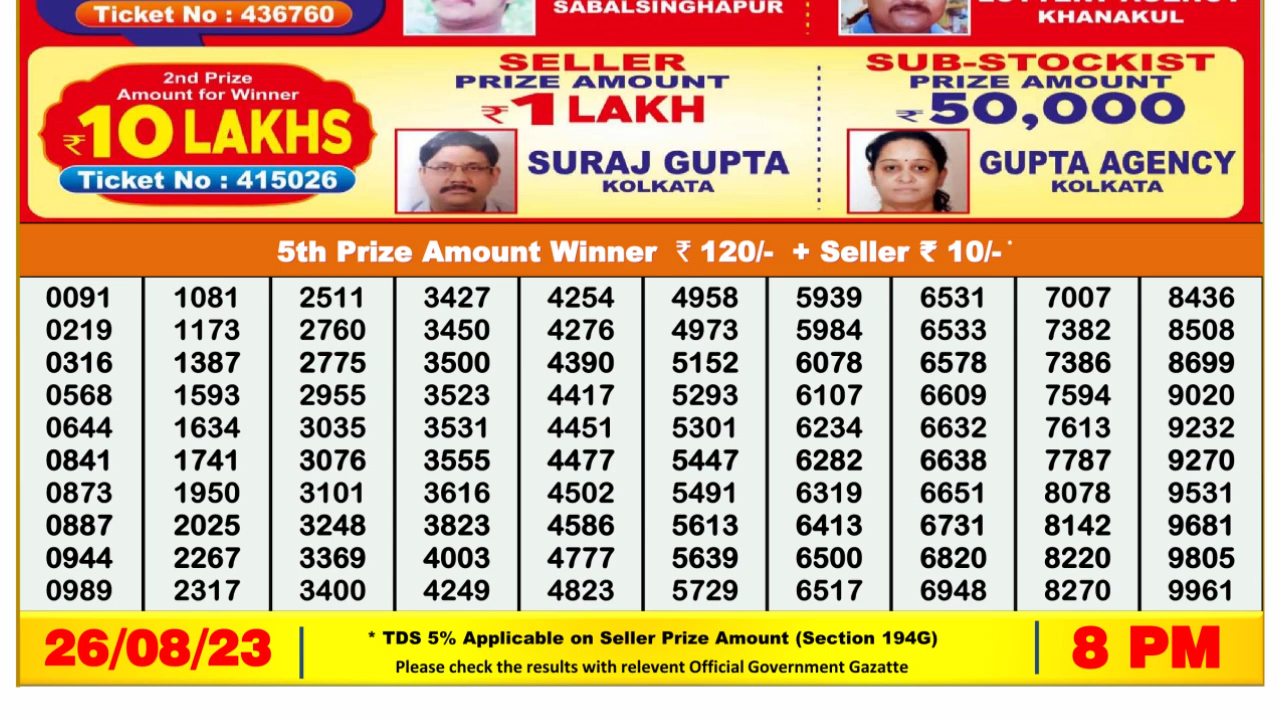 Ticket No : 436760
SABALSINGHAPUR
LOTTERY AGENCY
KHANAKUL
2nd Prize
Amount for Winner
₹10 LAKHS
Ticket No : 415026
SELLER
PRIZE AMOUNT
₹1 LAKH
SURAJ GUPTA
KOLKATA
SUB-STOCKIST
PRIZE AMOUNT
₹50,000
GUPTA AGENCY
KOLKATA
5th Prize Amount Winner ₹ 120/- + Seller ₹ 10/-*
0091 1081 2511 3427 4254 4958 5939 6531 7007 8436
0219 1173 2760 3450 4276 4973 5984 6533 7382 8508
0316 1387 2775 3500 4390 5152 6078 6578 7386 8699
0568 1593 2955 3523 4417 5293 6107 6609 7594 9020
0644 1634 3035 3531 4451 5301 6234 6632 7613 9232
0841 1741 3076 3555 4477 5447 6282 6638 7787 9270
0873 1950 3101 3616 4502 5491 6319 6651 8078 9531
0887 2025 3248 3823 4586 5613 6413 6731 8142 9681
0944 2267 3369 4003 4777 5639 6500 6820 8220 9805
0989 2317 3400 4249 4823 5729 6517 6948 8270 9961
26/08/23
* TDS 5% Applicable on Seller Prize Amount (Section 194G)
Please check the results with relevent Official Government Gazatte
8 PM